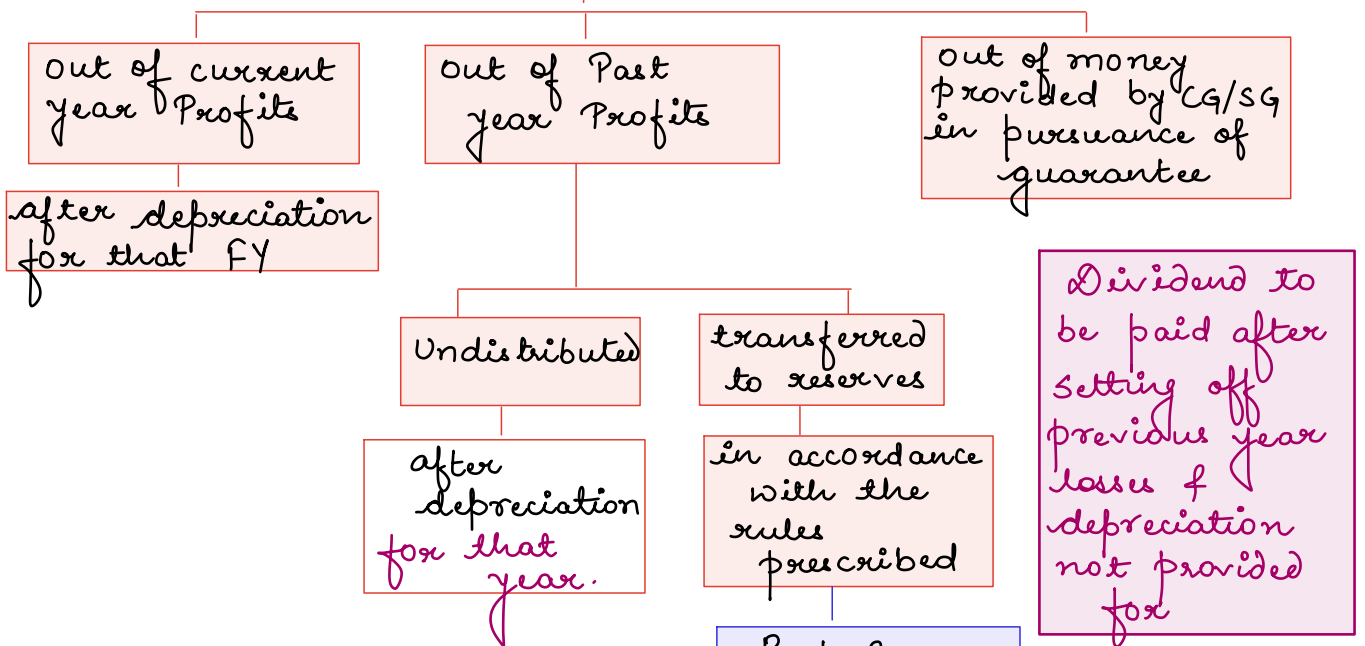 out of current
year Profits
out of Past
year Profits
out of money
provided by CG/SG
in pursuance of
guarantee
after depreciation
for that FY
Undistributed
transferred
to reserves
after
depreciation
for that
year.
in accordance
with the
rules
prescribed
Dividend to
be paid after
setting off
previous year
losses &
depreciation
not provided
for